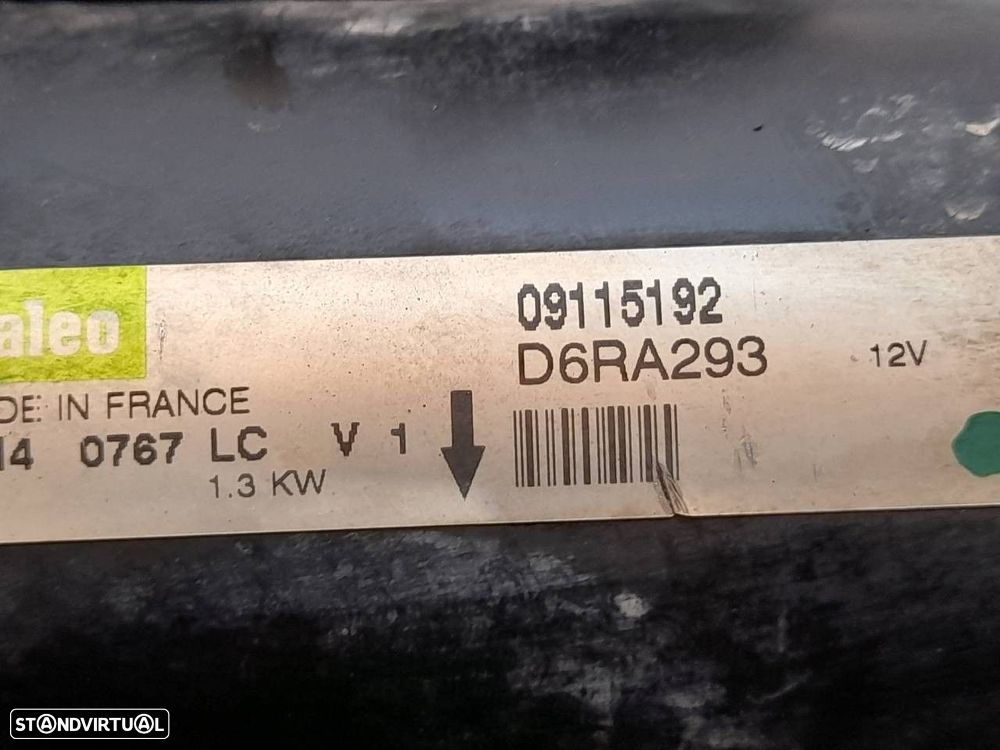 aleo
09115192
D6RA293
12V
DE IN FRANCE
14 0767 LC V 1
1.3 KW
STANDVIRTUAL